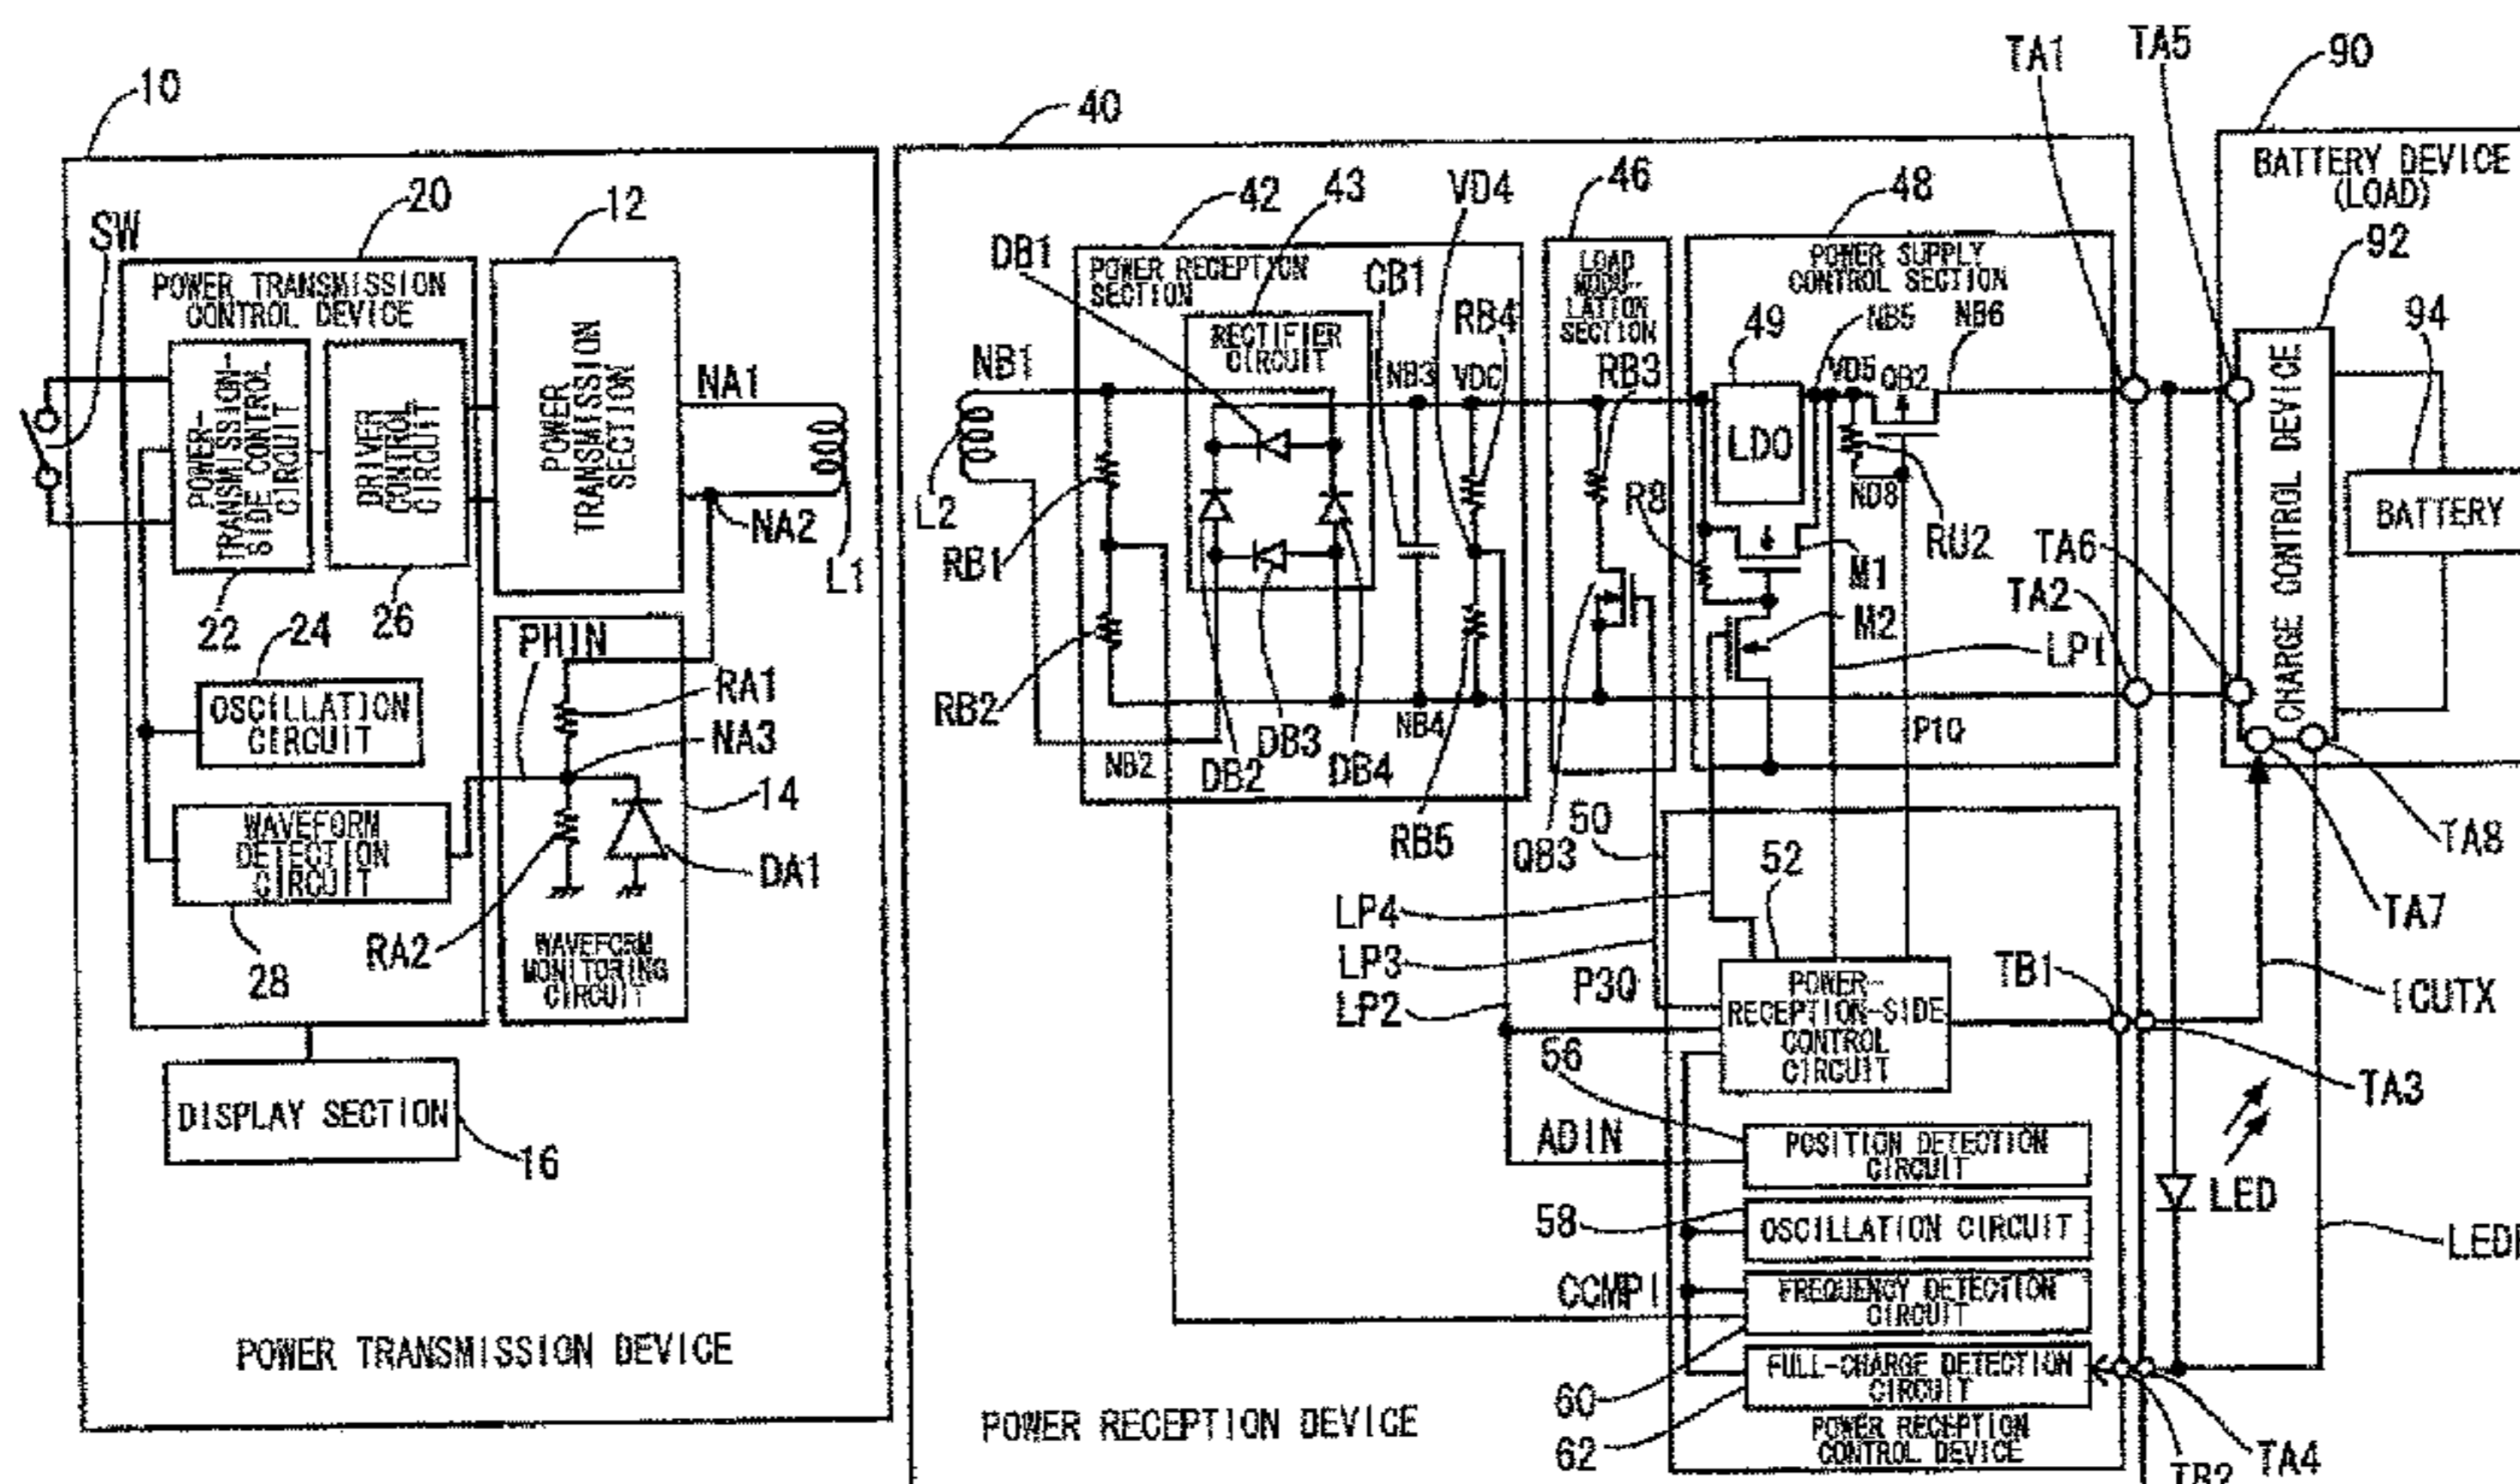 10
SW
20
12
POWER TRANSMISSION
CONTROL DEVICE
POWER-
TRANSMISSION-
SIDE CONTROL
CIRCUIT
DRIVER
CONTROL
CIRCUIT
POWER
TRANSMISSION
SECTION
NA1
NA2
L1
22
24
26
PHIN
RA1
OSCILLATION
CIRCUIT
NA3
14
WAVEFORM
DETECTION
CIRCUIT
DA1
28
RA2
WAVEFORM
MONITORING
CIRCUIT
DISPLAY SECTION
16
POWER TRANSMISSION DEVICE
40
42
43
VD4
46
48
DB1
POWER RECEPTION
SECTION
CB1
RB4
RECTIFIER
CIRCUIT
LOAD
MODU-
LATION
SECTION
POWER SUPPLY
CONTROL SECTION
49
NB5
NB6
NB1
NB3
VDC
RB3
VD5
QB2
LDO
L2
R8
ND8
RU2
RB1
M1
M2
LP1
RB2
NB4
P1Q
NB2
DB2
DB3
DB4
RB5
QB3
50
52
LP4
LP3
LP2
P3Q
POWER-
RECEPTION-SIDE
CONTROL
CIRCUIT
TB1
56
ADIN
POSITION DETECTION
CIRCUIT
58
OSCILLATION CIRCUIT
CCMPI
FREQUENCY DETECTION
CIRCUIT
60
FULL-CHARGE DETECTION
CIRCUIT
62
POWER RECEPTION
CONTROL DEVICE
POWER RECEPTION DEVICE
TA1
TA5
90
BATTERY DEVICE
(LOAD)
92
94
CHARGE CONTROL DEVICE
BATTERY
TA6
TA2
TA8
TA7
ICUTX
TA3
LED
TA4
TB2